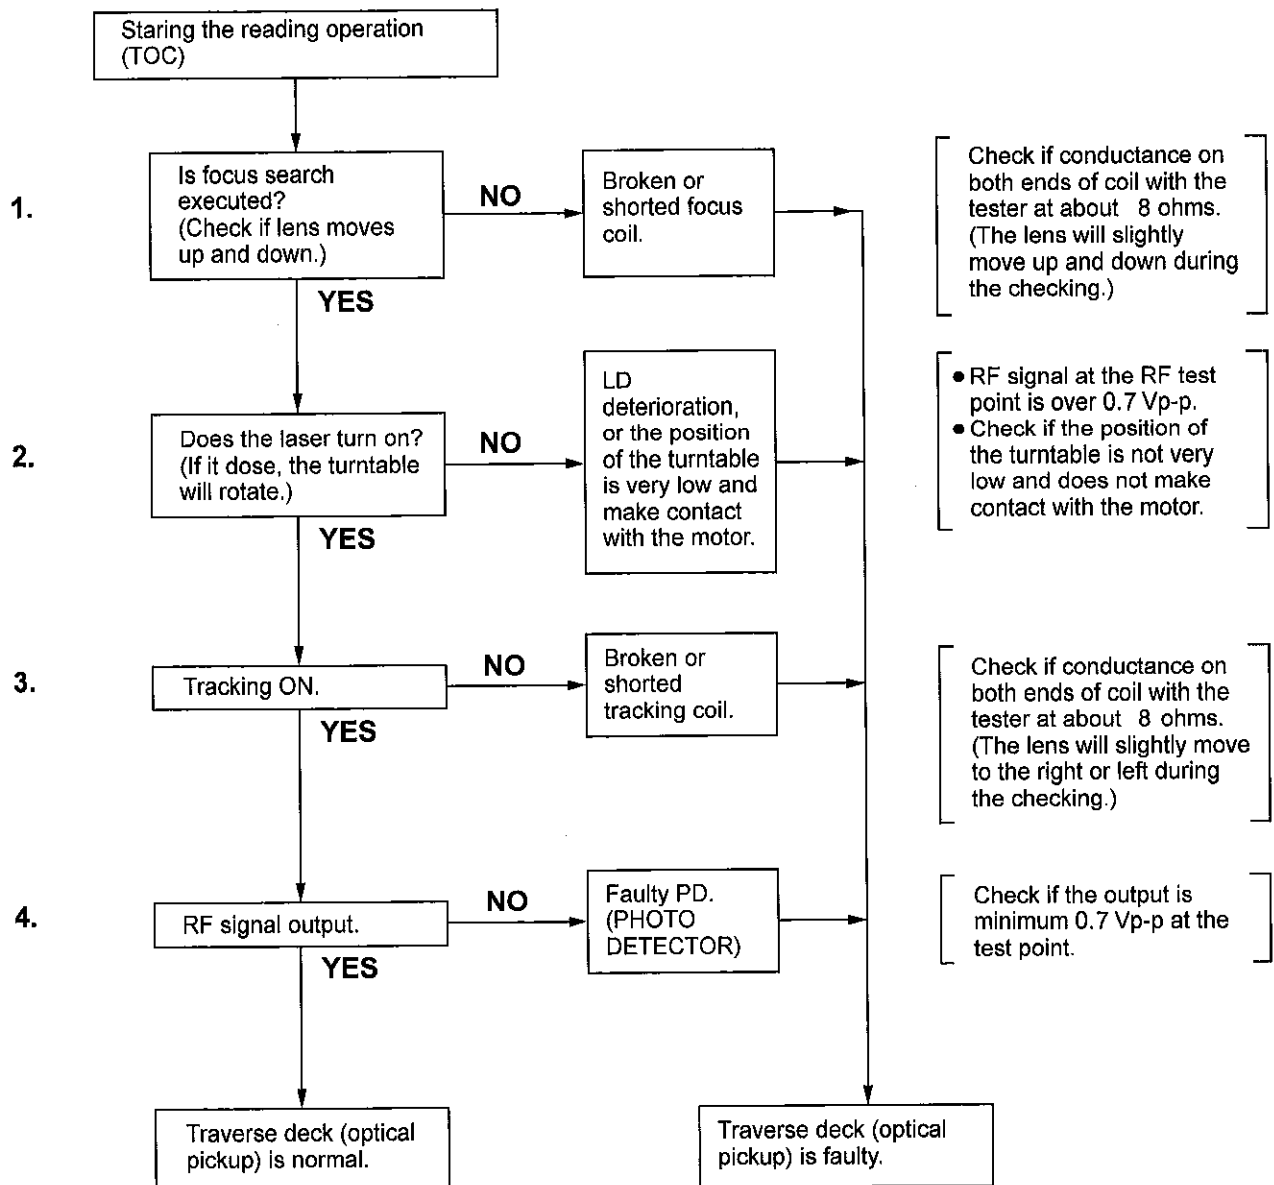 Staring the reading operation
(TOC)
1.
Is focus search
executed?
(Check if lens moves
up and down.)
NO
YES
Broken or
shorted focus
coil.
Check if conductance on
both ends of coil with the
tester at about 8 ohms.
(The lens will slightly
move up and down during
the checking.)
2.
Does the laser turn on?
(If it dose, the turntable
will rotate.)
NO
YES
LD
deterioration,
or the position
of the turntable
is very low and
make contact
with the motor.
● RF signal at the RF test
point is over 0.7 Vp-p.
● Check if the position of
the turntable is not very
low and does not make
contact with the motor.
3.
Tracking ON.
NO
YES
Broken or
shorted
tracking coil.
Check if conductance on
both ends of coil with the
tester at about 8 ohms.
(The lens will slightly move
to the right or left during
the checking.)
4.
RF signal output.
NO
YES
Faulty PD.
(PHOTO
DETECTOR)
Check if the output is
minimum 0.7 Vp-p at the
test point.
Traverse deck (optical
pickup) is normal.
Traverse deck (optical
pickup) is faulty.